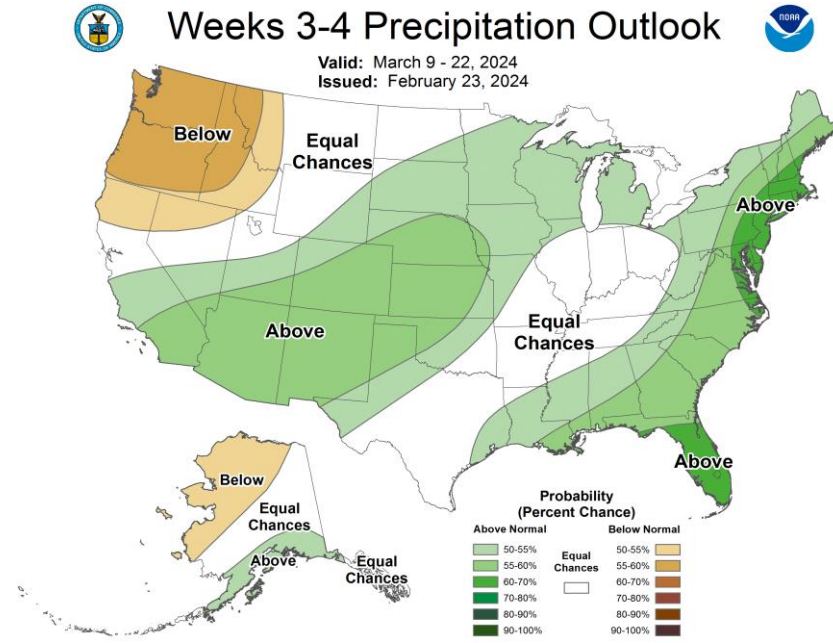 Weeks 3-4 Precipitation Outlook
NOAA
Valid: March 9 - 22, 2024
Issued: February 23, 2024
Below
Equal
Chances
Above
Above
Equal
Chances
Above
Below
Equal
Chances
Above
Equal
Chances
Probability
(Percent Chance)
Above Normal
Below Normal
50-55%
55-60%
60-70%
70-80%
80-90%
90-100%
Equal
Chances
50-55%
55-60%
60-70%
70-80%
80-90%
90-100%